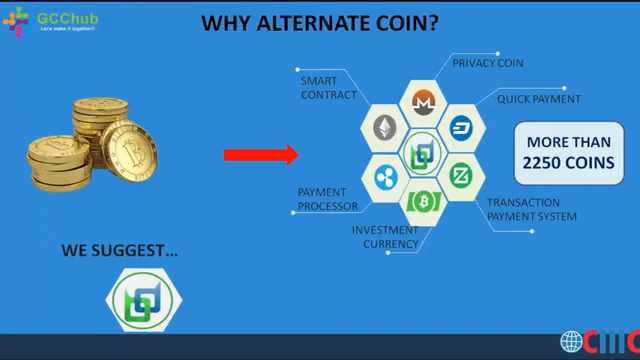 GCChub
Let's make it together!!
WHY ALTERNATE COIN?
PRIVACY COIN
SMART
CONTRACT
QUICK PAYMENT
MORE THAN
2250 COINS
PAYMENT
PROCESSOR
TRANSACTION
PAYMENT SYSTEM
INVESTMENT
CURRENCY
WE SUGGEST...